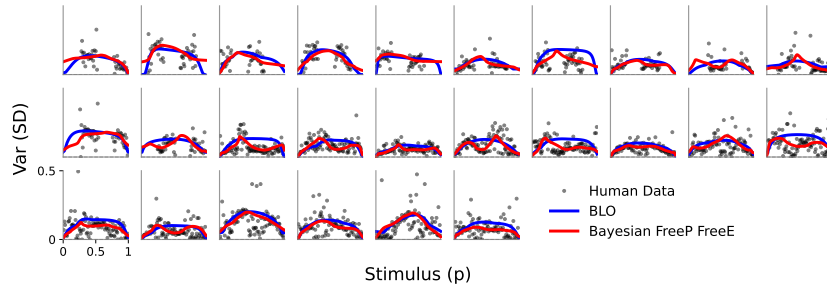 Var (SD)
0.5
0
0 0.5 1
Human Data
BLO
Bayesian FreeP FreeE
Stimulus (p)